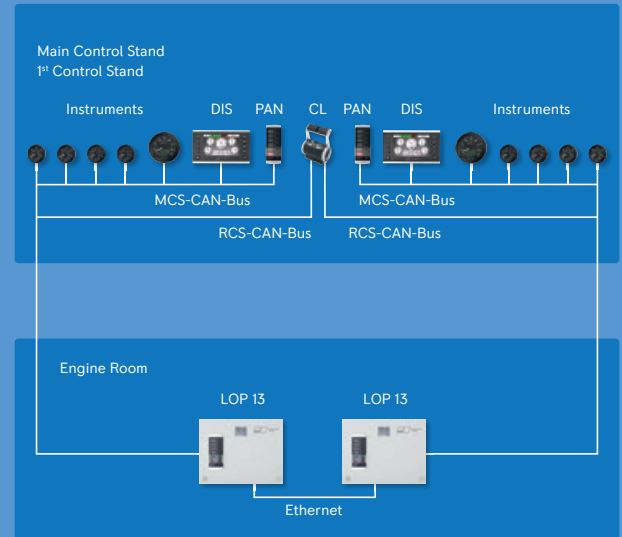 Main Control Stand
1st Control Stand
Instruments DIS PAN CL PAN DIS Instruments
MCS-CAN-Bus MCS-CAN-Bus
RCS-CAN-Bus RCS-CAN-Bus
Engine Room
LOP 13 LOP 13
Ethernet